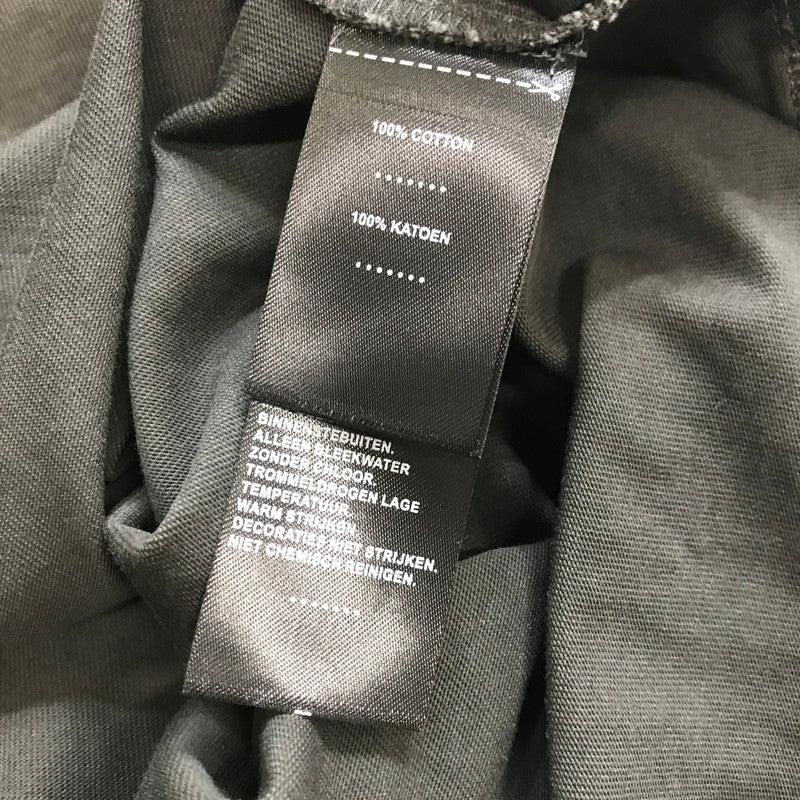 100% COTTON
.......
100% KATOEN
.......
BINNENSTEBUITEN.
ALLEEN BLEEKWATER
ZONDER CHLOOR.
TROMMELDROGEN LAGE
TEMPERATUUR.
WARM STRIJKEN.
DECORATIES NIET STRIJKEN.
NIET CHEMISCH REINIGEN.
.......